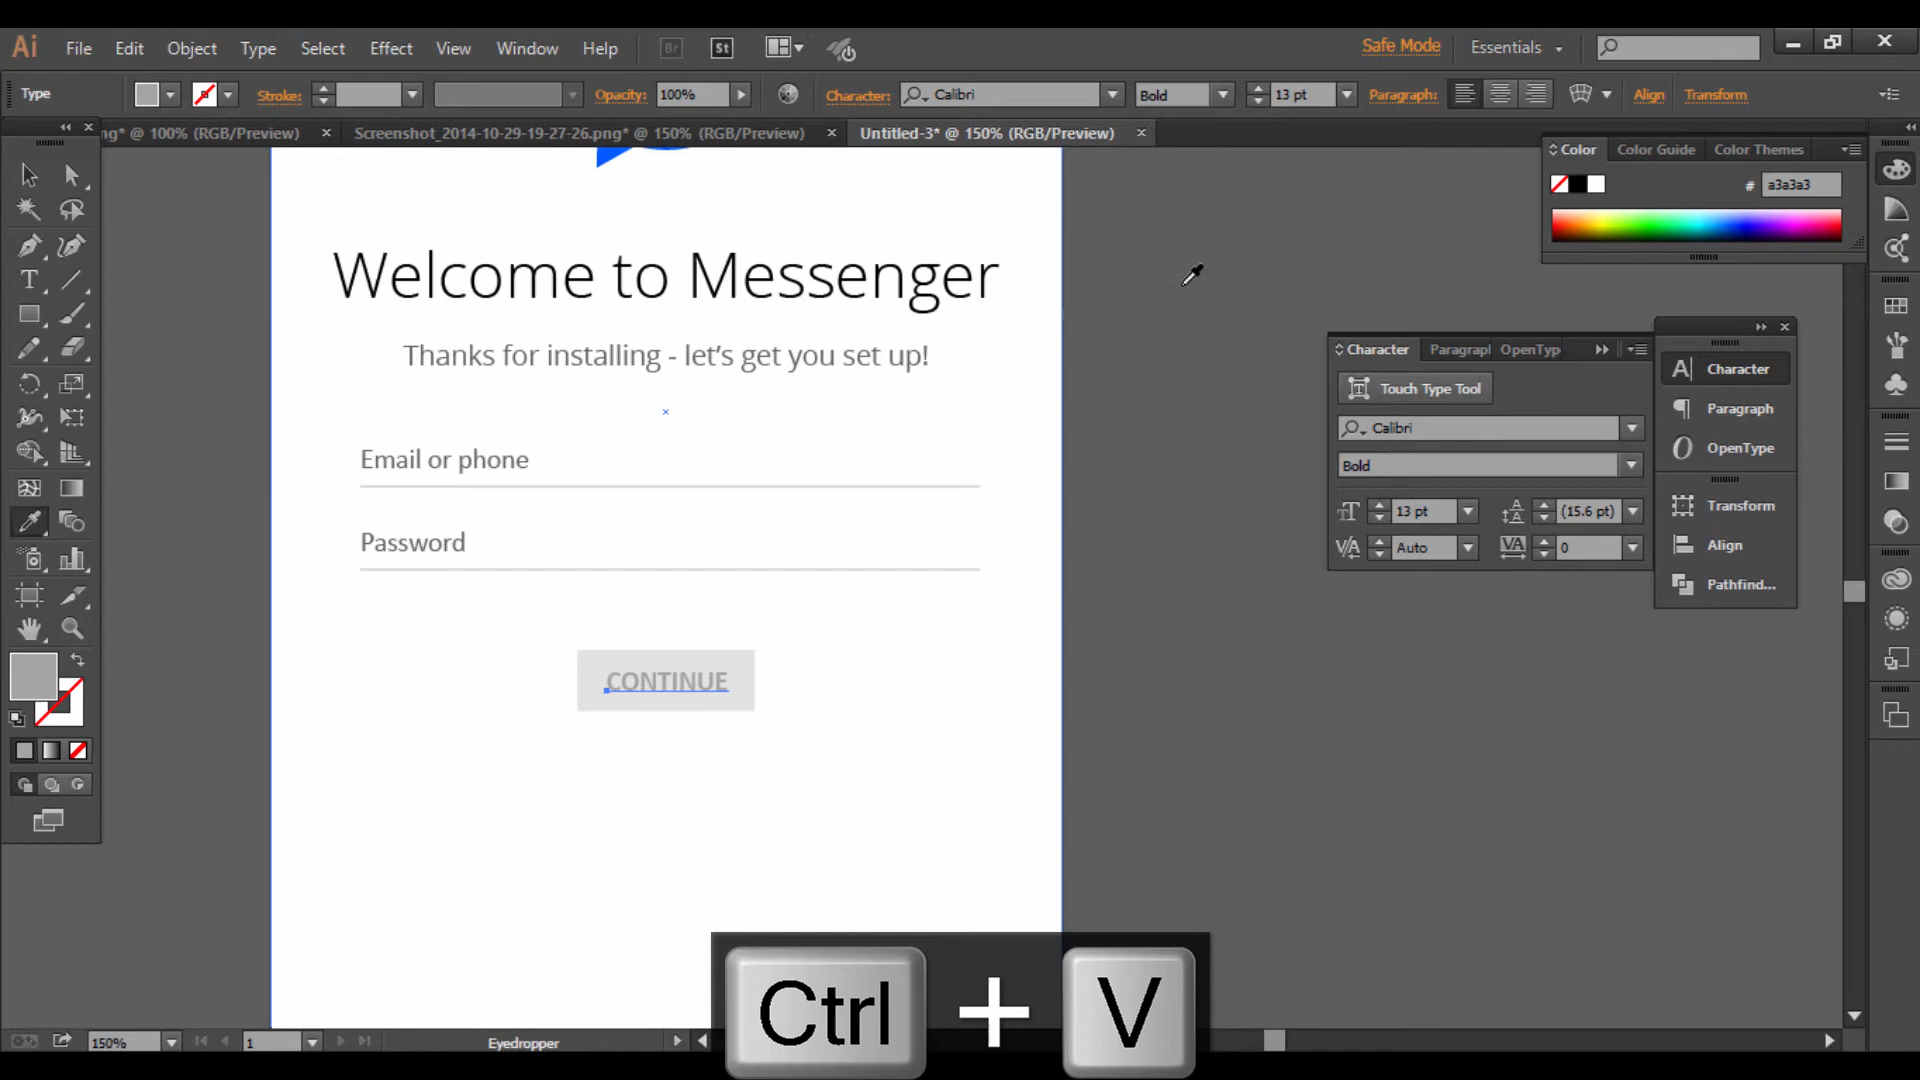 Ai File Edit Object Type Select Effect View Window Help Br St Safe Mode Essentials
Type Stroke: Opacity: 100% Character: Calibri Bold 13 pt Paragraph: Align Transform
ng* @ 100% (RGB/Preview) Screenshot_2014-10-29-19-27-26.png* @ 150% (RGB/Preview) Untitled-3* @ 150% (RGB/Preview)
Color Color Guide Color Themes
# a3a3a3
Welcome to Messenger
Thanks for installing - let's get you set up!
Email or phone
Password
CONTINUE
Character Paragrapl OpenTyp
Touch Type Tool
Calibri
Bold
13 pt (15.6 pt)
Auto 0
Character
Paragraph
OpenType
Transform
Align
Pathfind...
Ctrl + V
150% 1 Eyedropper